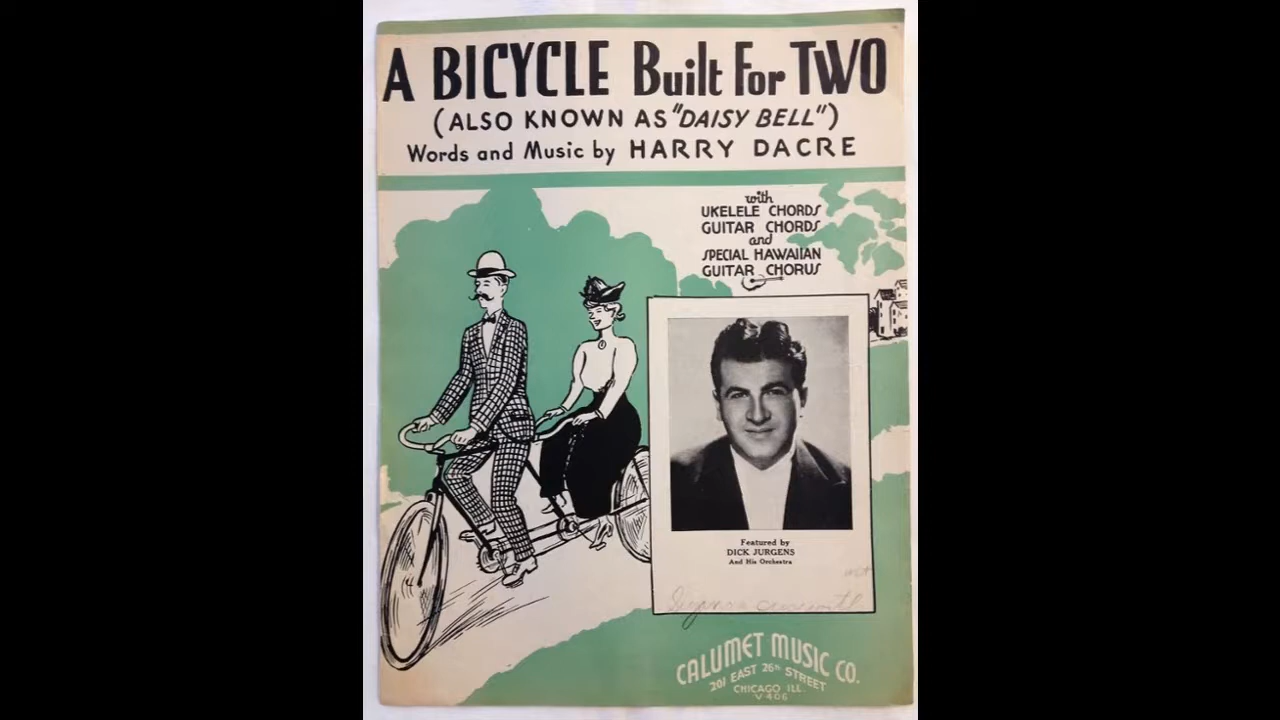 A BICYCLE Built For TWO
(ALSO KNOWN AS "DAISY BELL")
Words and Music by HARRY DACRE
with
UKELELE CHORDS
GUITAR CHORDS
and
SPECIAL HAWAIIAN
GUITAR CHORUS
Featured by
DICK JURGENS
And His Orchestra
CALUMET MUSIC CO.
201 EAST 26th STREET
CHICAGO ILL.
V 406